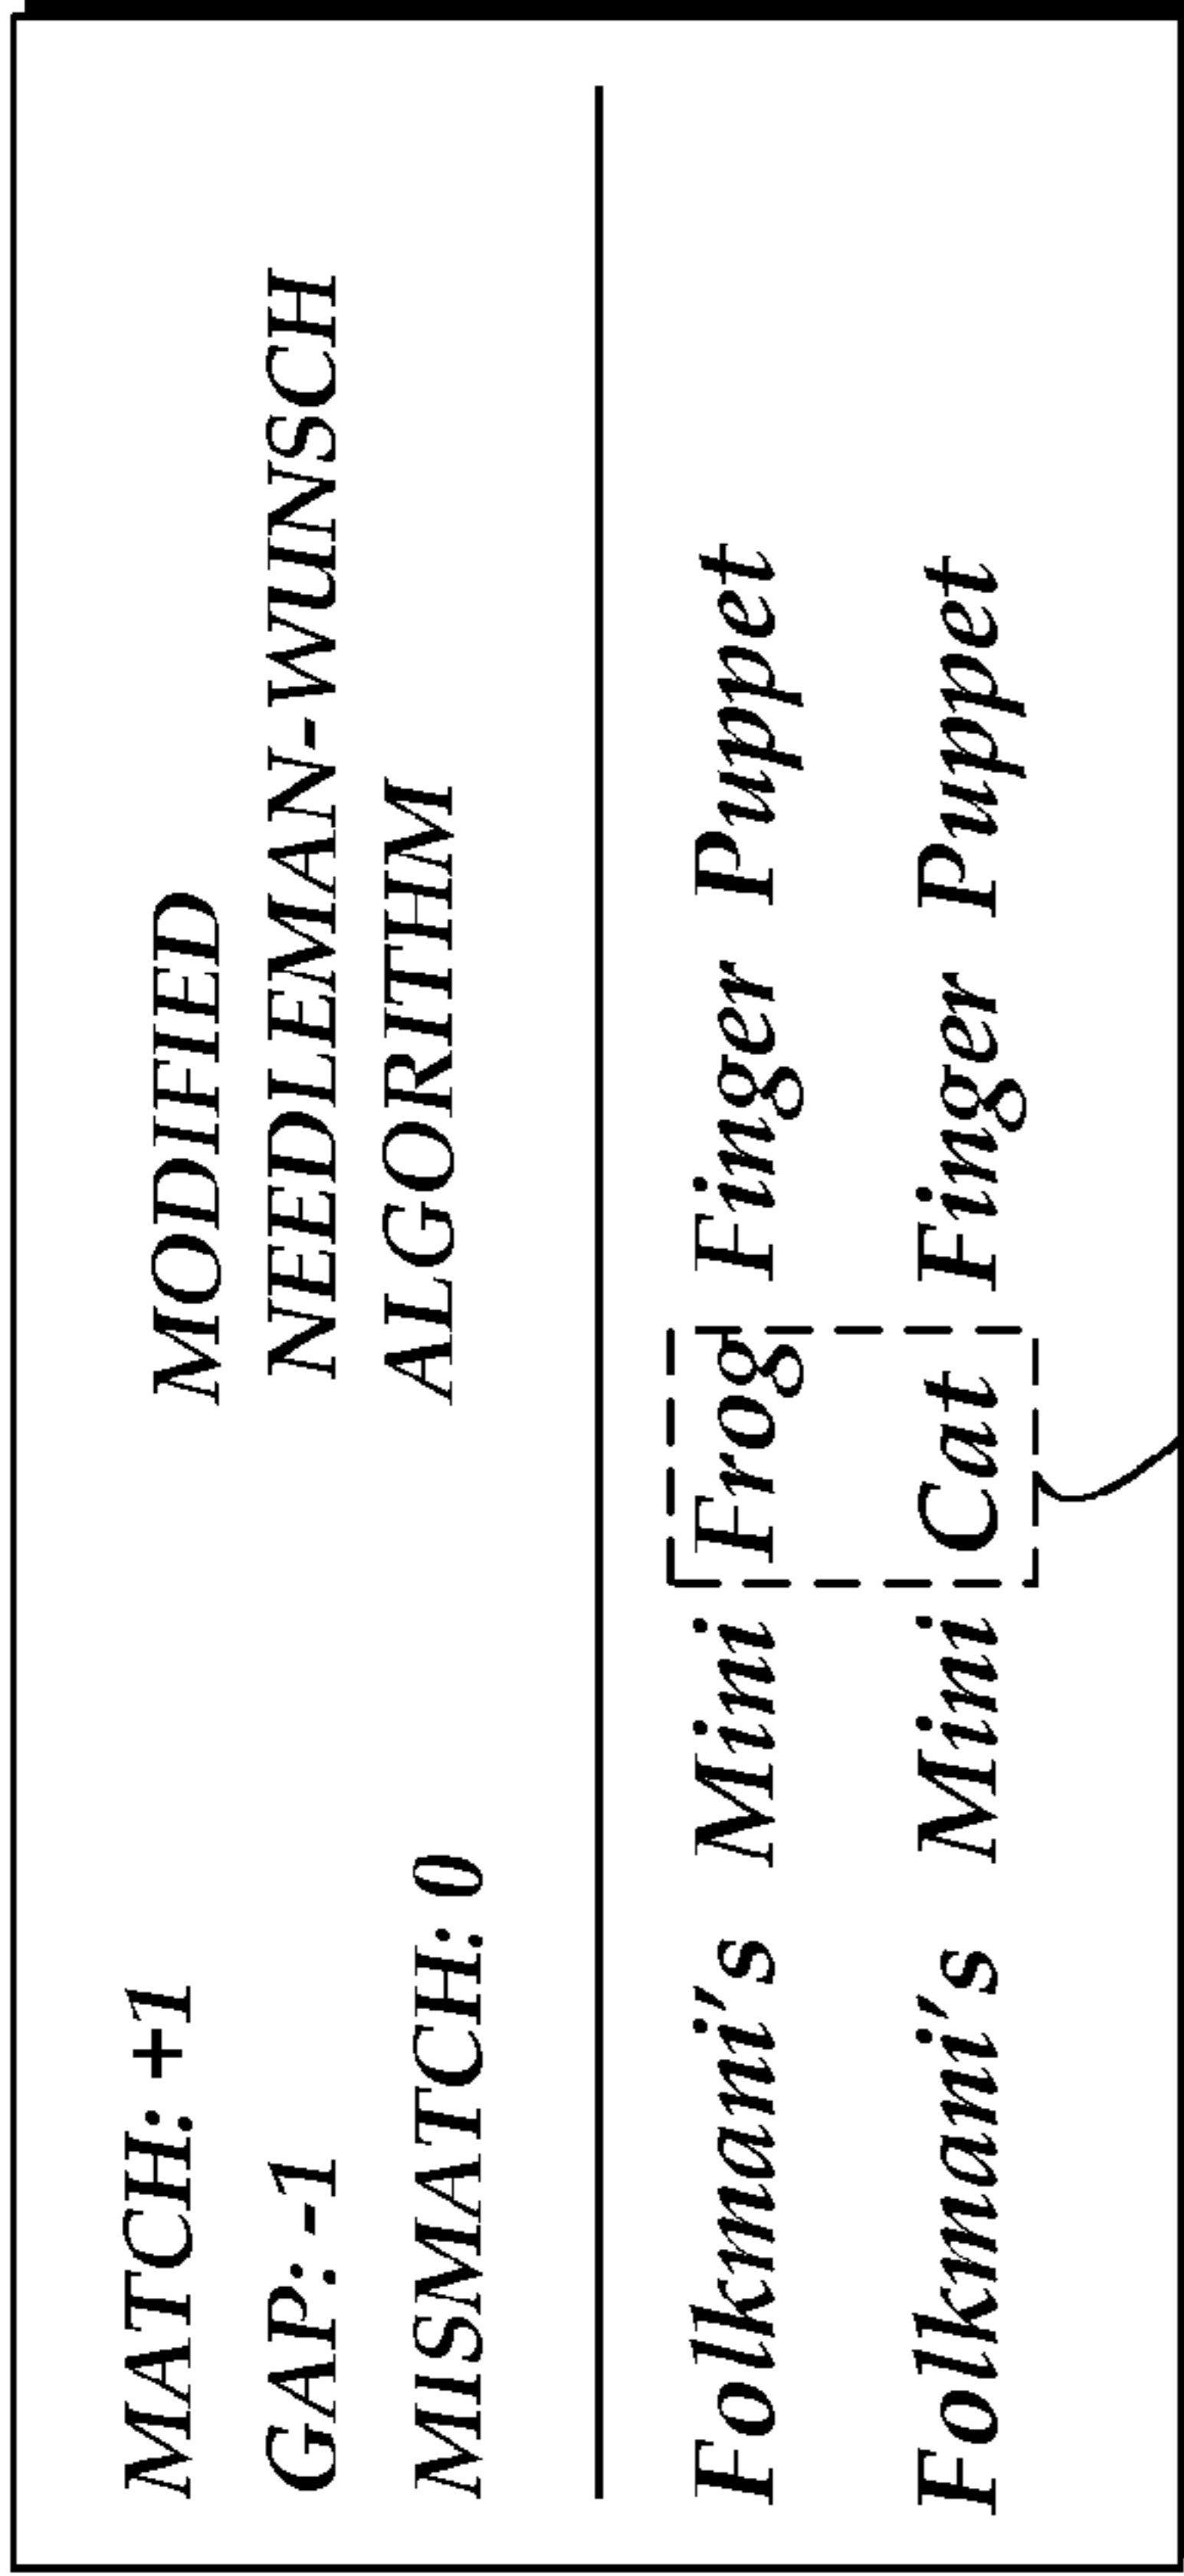 MATCH: +1
GAP: -1
MISMATCH: 0
MODIFIED
NEEDLEMAN-WUNSCH
ALGORITHM
Folkmani's Mini Frog Finger Puppet
Folkmani's Mini Cat Finger Puppet